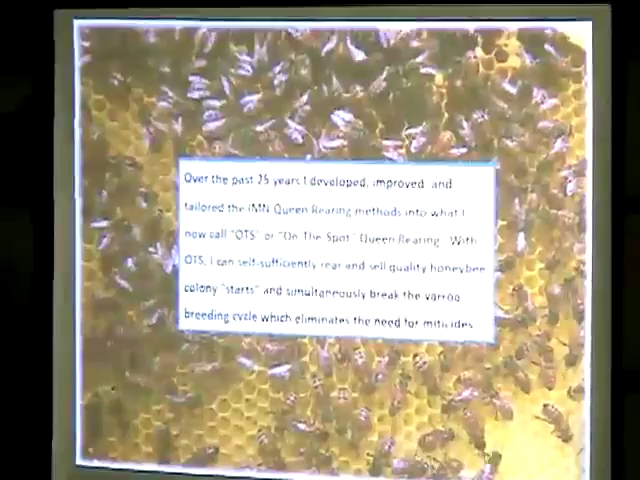 Over the past 25 years I developed, improved and
tailored the IMN Queen Rearing methods into what I
now call "OTS" or "On The Spot" Queen Rearing. With
OTS, I can self-sufficiently rear and sell quality honeybee
colony "starts" and simultaneously break the varroa
breeding cycle which eliminates the need for miticides